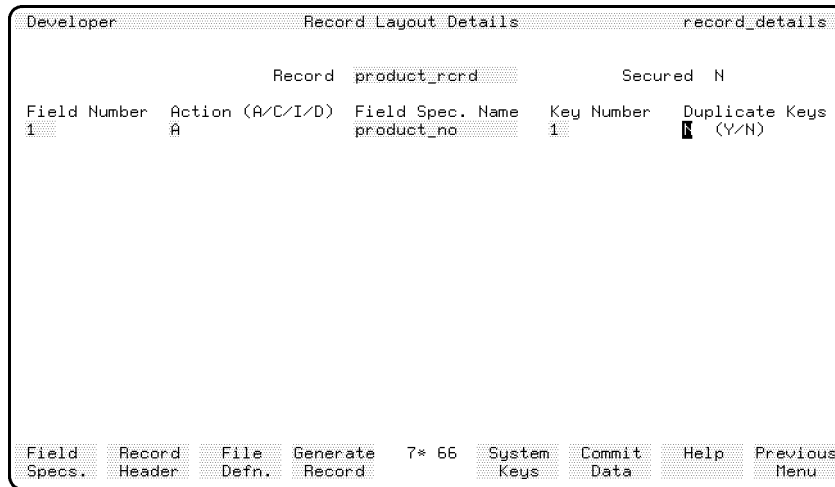 Developer Record Layout Details record_details
Record product_rcrd Secured N
Field Number Action (A/C/I/D) Field Spec. Name Key Number Duplicate Keys
1 A product_no 1 N (Y/N)
Field Record File Generate 7* 66 System Commit Help Previous
Specs. Header Defn. Record Keys Data Menu